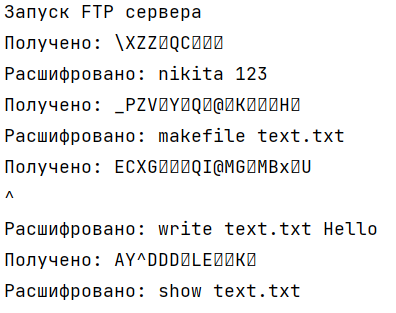 Запуск FTP сервера
Получено: \XZZ▯QC▯▯▯
Расшифровано: nikita 123
Получено: _PZV▯Y▯Q▯@▯K▯▯▯H▯
Расшифровано: makefile text.txt
Получено: ECXG▯▯▯QI@MG▯MBx▯U
^
Расшифровано: write text.txt Hello
Получено: AY^DDD▯LE▯▯K▯
Расшифровано: show text.txt